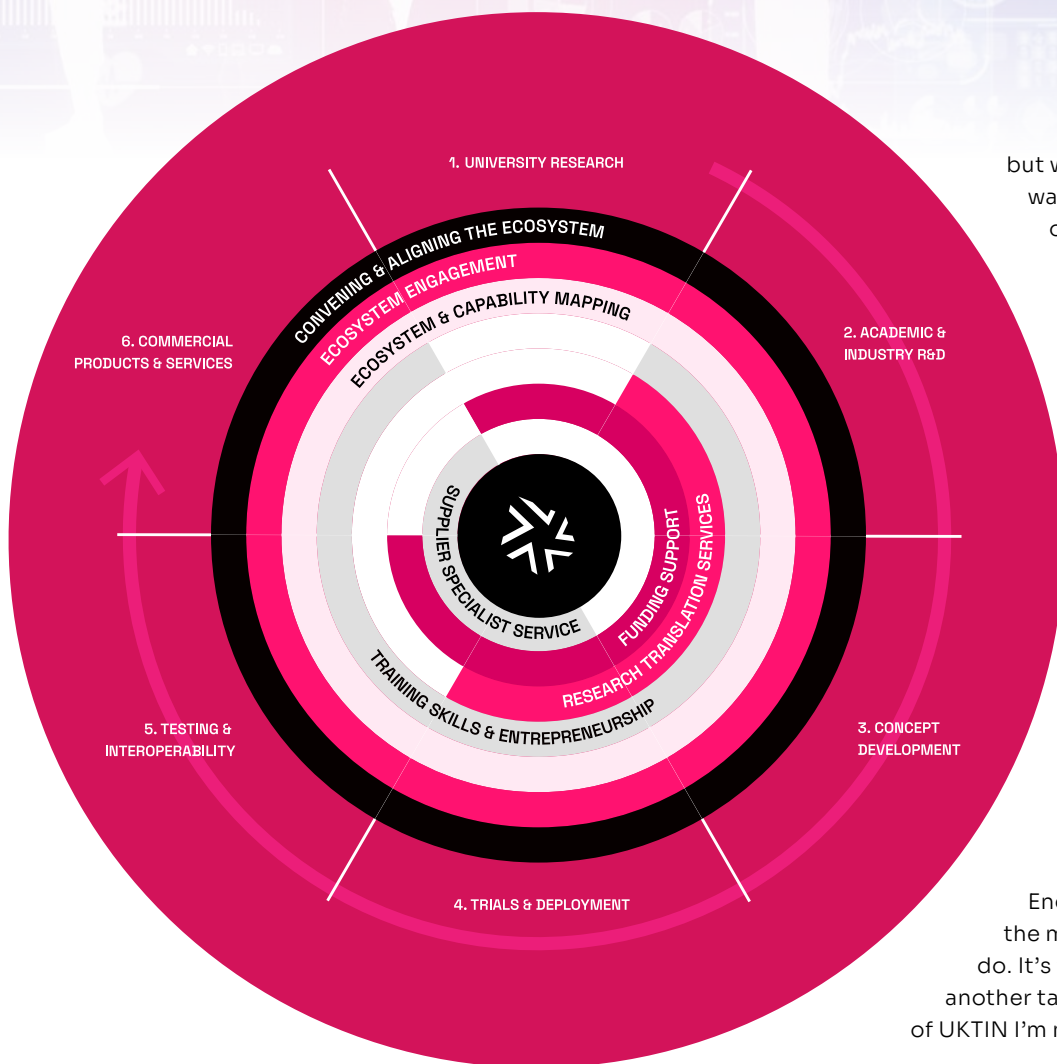 1. UNIVERSITY RESEARCH
2. ACADEMIC &
INDUSTRY R&D
3. CONCEPT
DEVELOPMENT
4. TRIALS & DEPLOYMENT
5. TESTING &
INTEROPERABILITY
6. COMMERCIAL
PRODUCTS & SERVICES
CONVENING & ALIGNING THE ECOSYSTEM
ECOSYSTEM ENGAGEMENT
ECOSYSTEM & CAPABILITY MAPPING
TRAINING SKILLS & ENTREPRENEURSHIP
RESEARCH TRANSLATION SERVICES
FUNDING SUPPORT
SUPPLIER SPECIALIST SERVICE
but
wa
the
do. It’s
another ta
of UKTIN I’m